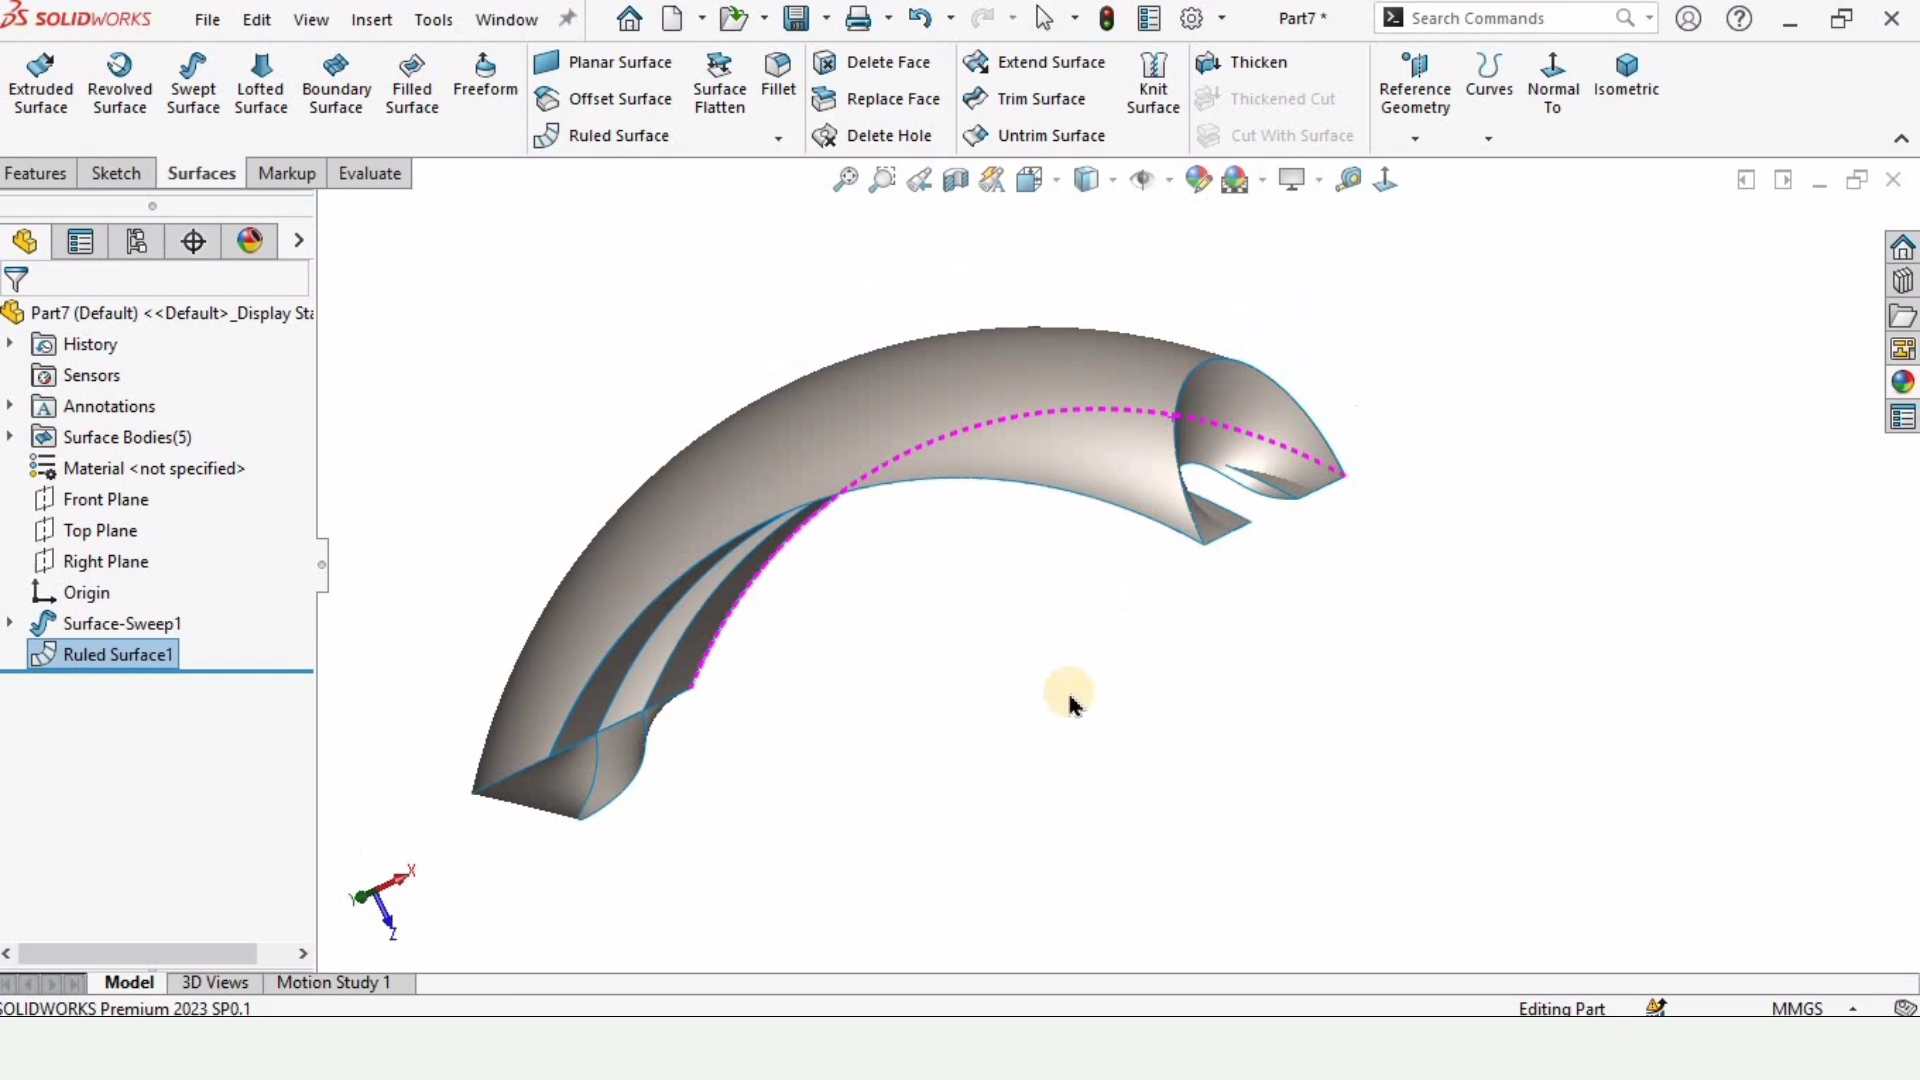 SOLIDWORKS File Edit View Insert Tools Window Part7 * Search Commands
Extruded Surface
Revolved Surface
Swept Surface
Lofted Surface
Boundary Surface
Filled Surface
Freeform
Planar Surface
Offset Surface
Ruled Surface
Surface Flatten
Fillet
Delete Face
Replace Face
Delete Hole
Extend Surface
Trim Surface
Untrim Surface
Knit Surface
Thicken
Thickened Cut
Cut With Surface
Reference Geometry
Curves
Normal To
Isometric
Features Sketch Surfaces Markup Evaluate
Part7 (Default) <<Default>_Display Sta
History
Sensors
Annotations
Surface Bodies(5)
Material <not specified>
Front Plane
Top Plane
Right Plane
Origin
Surface-Sweep1
Ruled Surface1
X
Y
Z
Model 3D Views Motion Study 1
SOLIDWORKS Premium 2023 SP0.1 Editing Part MMGS